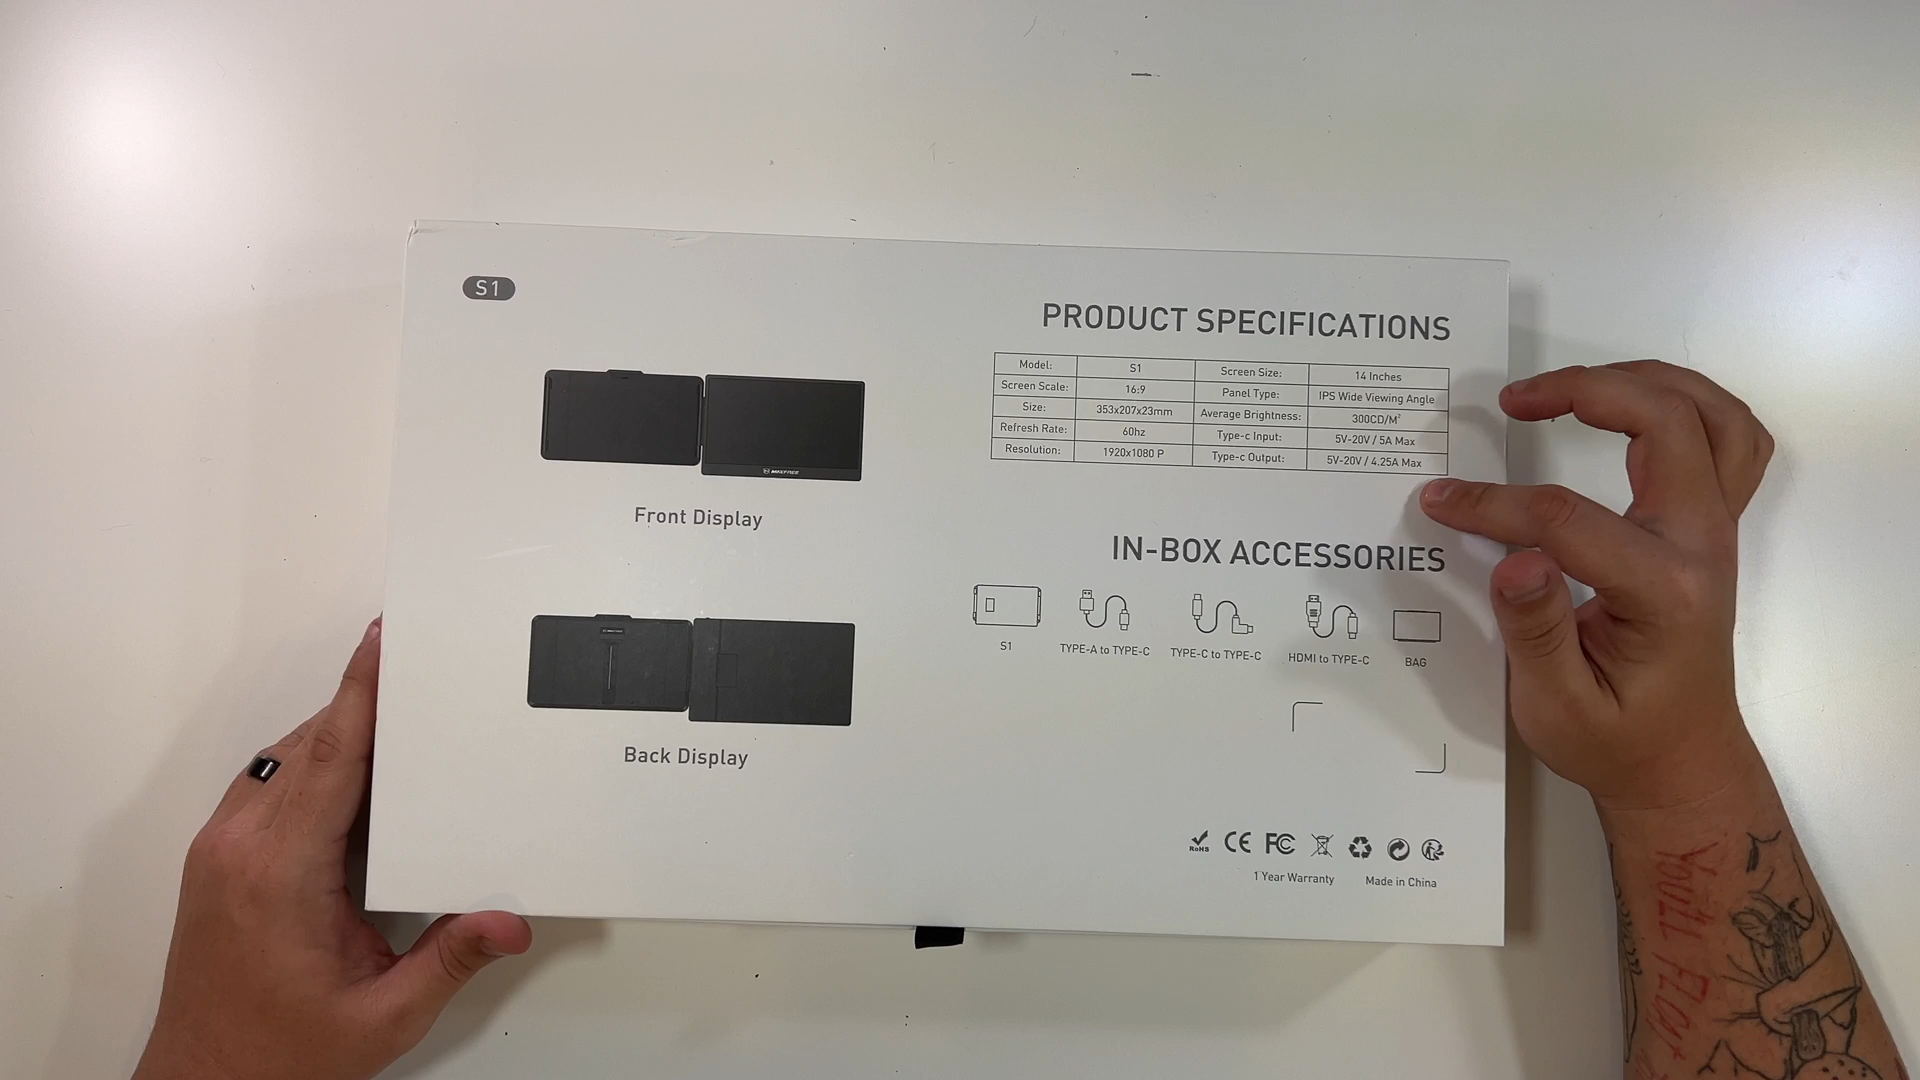 S1
Front Display
Back Display
PRODUCT SPECIFICATIONS
Model: S1 Screen Size: 14 Inches
Screen Scale: 16:9 Panel Type: IPS Wide Viewing Angle
Size: 353x207x23mm Average Brightness: 300CD/M²
Refresh Rate: 60hz Type-c Input: 5V-20V / 5A Max
Resolution: 1920x1080 P Type-c Output: 5V-20V / 4.25A Max
IN-BOX ACCESSORIES
S1 TYPE-A to TYPE-C TYPE-C to TYPE-C HDMI to TYPE-C BAG
RoHS CE FC
1 Year Warranty Made in China
YOU'LL FLOAT